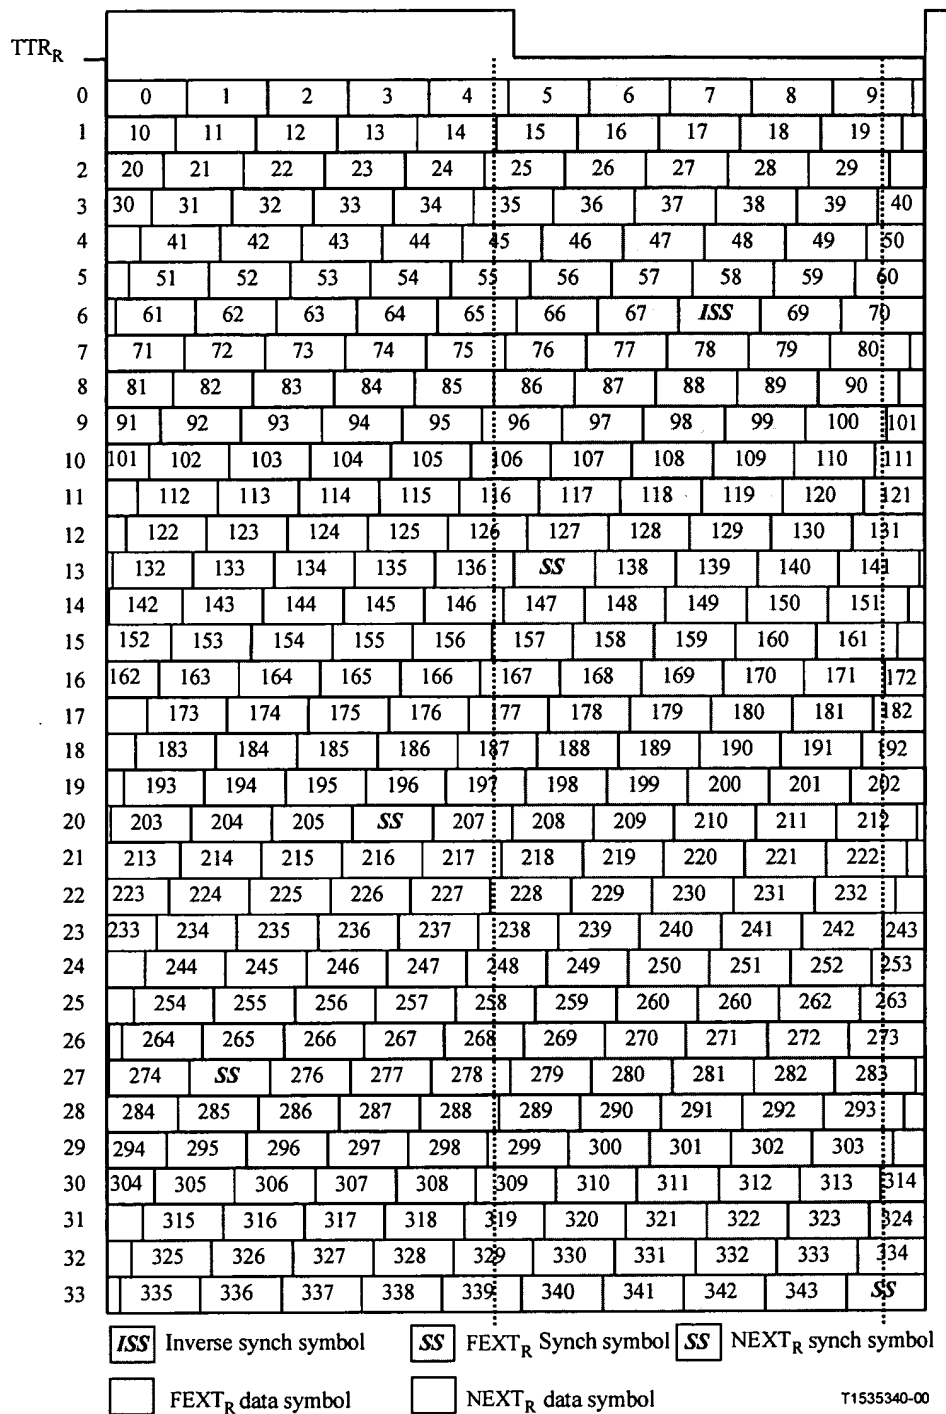 TTR_R
0 0 1 2 3 4 5 6 7 8 9
1 10 11 12 13 14 15 16 17 18 19
2 20 21 22 23 24 25 26 27 28 29
3 30 31 32 33 34 35 36 37 38 39 40
4 41 42 43 44 45 46 47 48 49 50
5 51 52 53 54 55 56 57 58 59 60
6 61 62 63 64 65 66 67 ISS 69 70
7 71 72 73 74 75 76 77 78 79 80
8 81 82 83 84 85 86 87 88 89 90
9 91 92 93 94 95 96 97 98 99 100 101
10 101 102 103 104 105 106 107 108 109 110 111
11 112 113 114 115 116 117 118 119 120 121
12 122 123 124 125 126 127 128 129 130 131
13 132 133 134 135 136 SS 138 139 140 141
14 142 143 144 145 146 147 148 149 150 151
15 152 153 154 155 156 157 158 159 160 161
16 162 163 164 165 166 167 168 169 170 171 172
17 173 174 175 176 177 178 179 180 181 182
18 183 184 185 186 187 188 189 190 191 192
19 193 194 195 196 197 198 199 200 201 202
20 203 204 205 SS 207 208 209 210 211 212
21 213 214 215 216 217 218 219 220 221 222
22 223 224 225 226 227 228 229 230 231 232
23 233 234 235 236 237 238 239 240 241 242 243
24 244 245 246 247 248 249 250 251 252 253
25 254 255 256 257 258 259 260 260 262 263
26 264 265 266 267 268 269 270 271 272 273
27 274 SS 276 277 278 279 280 281 282 283
28 284 285 286 287 288 289 290 291 292 293
29 294 295 296 297 298 299 300 301 302 303
30 304 305 306 307 308 309 310 311 312 313 314
31 315 316 317 318 319 320 321 322 323 324
32 325 326 327 328 329 330 331 332 333 334
33 335 336 337 338 339 340 341 342 343 SS
ISS Inverse synch symbol SS FEXT_R Synch symbol SS NEXT_R synch symbol
FEXT_R data symbol NEXT_R data symbol
T1535340-00